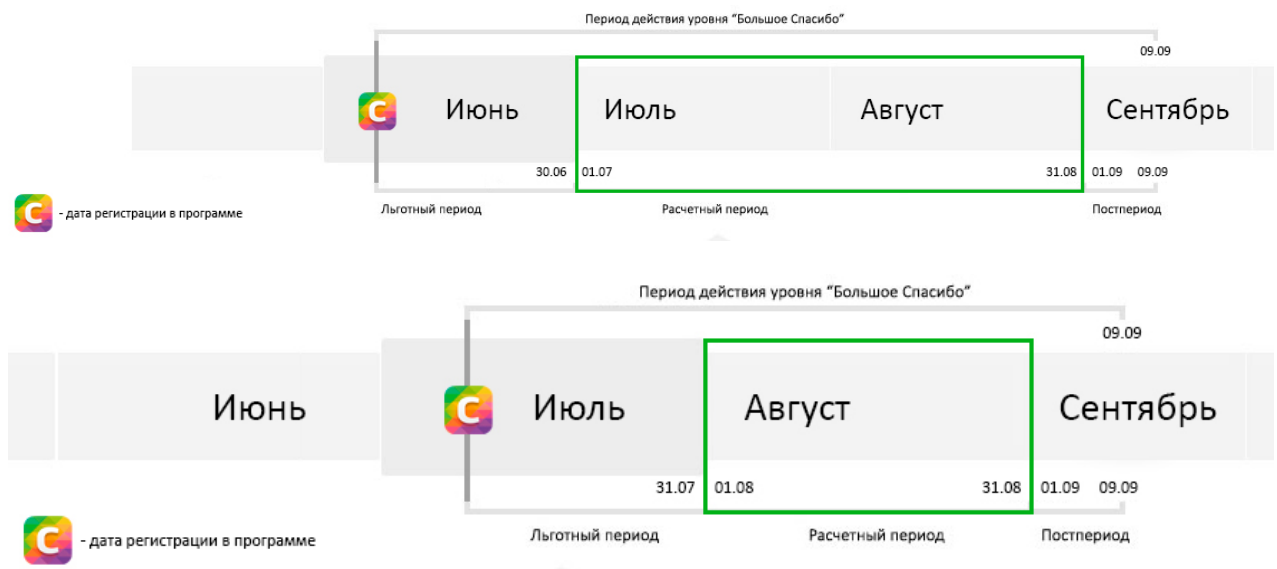 Период действия уровня “Большое Спасибо”
09.09
С Июнь Июль Август Сентябрь
30.06 01.07 31.08 01.09 09.09
Льготный период Расчетный период Постпериод
С - дата регистрации в программе
Период действия уровня “Большое Спасибо”
09.09
Июнь С Июль Август Сентябрь
31.07 01.08 31.08 01.09 09.09
Льготный период Расчетный период Постпериод
С - дата регистрации в программе